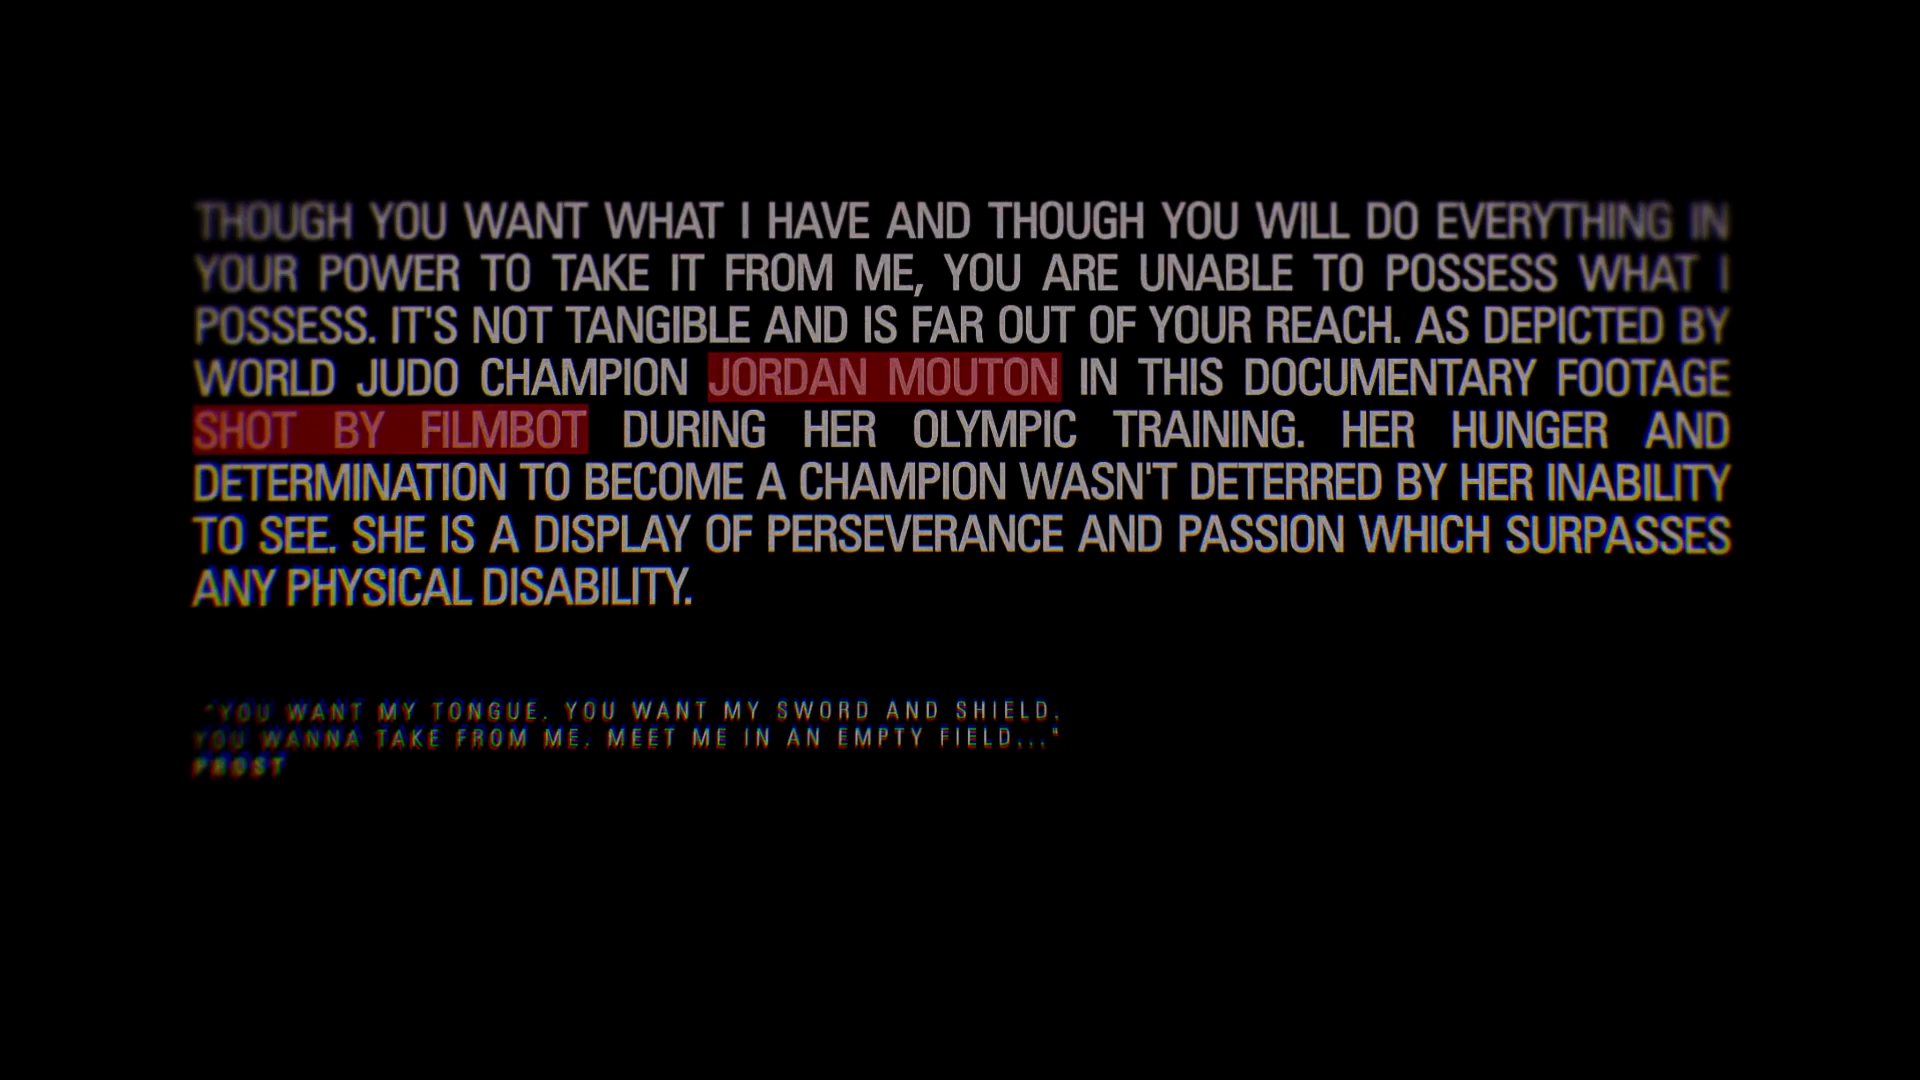 THOUGH YOU WANT WHAT I HAVE AND THOUGH YOU WILL DO EVERYTHING IN
YOUR POWER TO TAKE IT FROM ME, YOU ARE UNABLE TO POSSESS WHAT I
POSSESS. IT'S NOT TANGIBLE AND IS FAR OUT OF YOUR REACH. AS DEPICTED BY
WORLD JUDO CHAMPION JORDAN MOUTON IN THIS DOCUMENTARY FOOTAGE
SHOT BY FILMBOT DURING HER OLYMPIC TRAINING. HER HUNGER AND
DETERMINATION TO BECOME A CHAMPION WASN'T DETERRED BY HER INABILITY
TO SEE. SHE IS A DISPLAY OF PERSEVERANCE AND PASSION WHICH SURPASSES
ANY PHYSICAL DISABILITY.
"YOU WANT MY TONGUE. YOU WANT MY SWORD AND SHIELD.
YOU WANNA TAKE FROM ME. MEET ME IN AN EMPTY FIELD..."
PROST